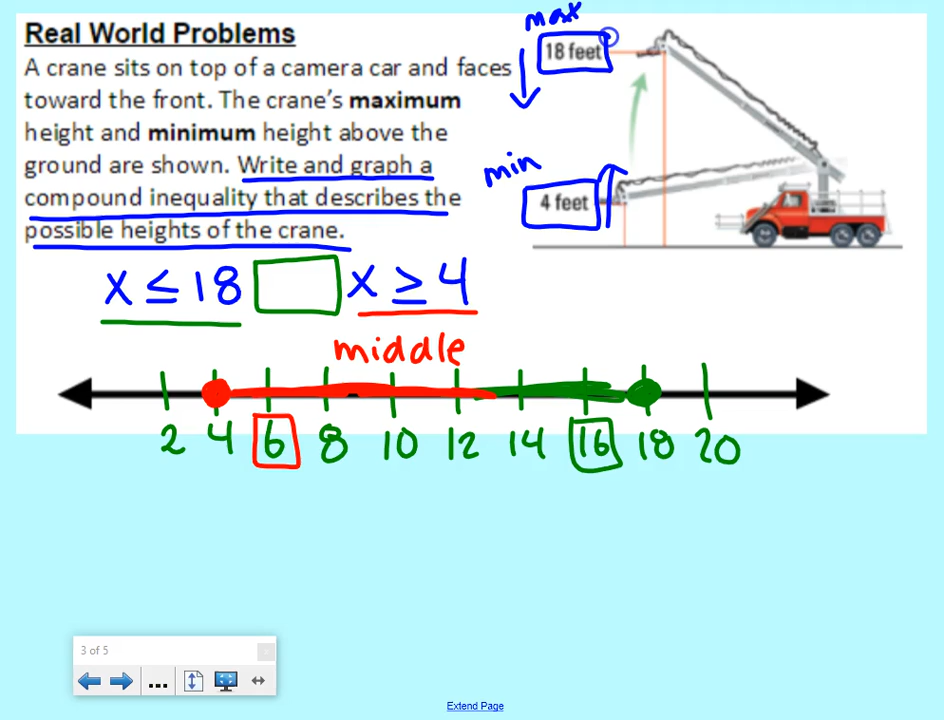 Real World Problems
A crane sits on top of a camera car and faces
toward the front. The crane's maximum
height and minimum height above the
ground are shown. Write and graph a
compound inequality that describes the
possible heights of the crane.
max
18 feet
min
4 feet
x ≤ 18 x ≥ 4
middle
2 4 6 8 10 12 14 16 18 20
3 of 5
...
Extend Page